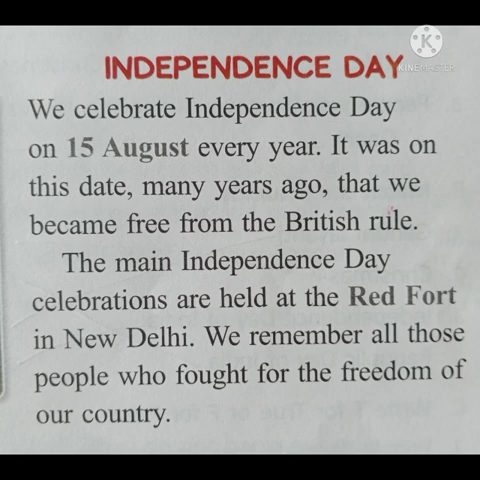 INDEPENDENCE DAY
KINEMASTER
We celebrate Independence Day
on 15 August every year. It was on
this date, many years ago, that we
became free from the British rule.
The main Independence Day
celebrations are held at the Red Fort
in New Delhi. We remember all those
people who fought for the freedom of
our country.